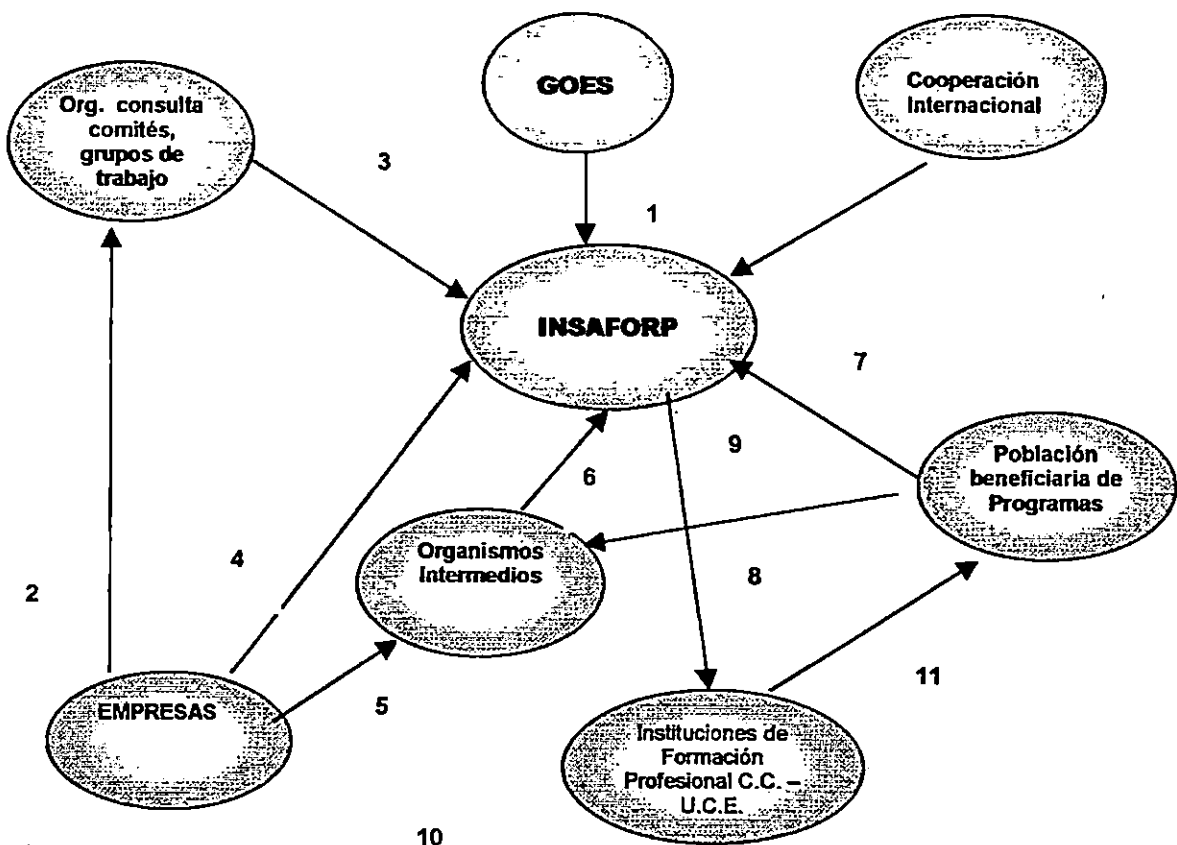 GOES
Cooperación
Internacional
Org. consulta
comités,
grupos de
trabajo
3
1
INSAFORP
7
9
Población
beneficiaria de
Programas
6
Organismos
Intermedios
4
8
2
11
EMPRESAS
5
Instituciones de
Formación
Profesional C.C. –
U.C.E.
10